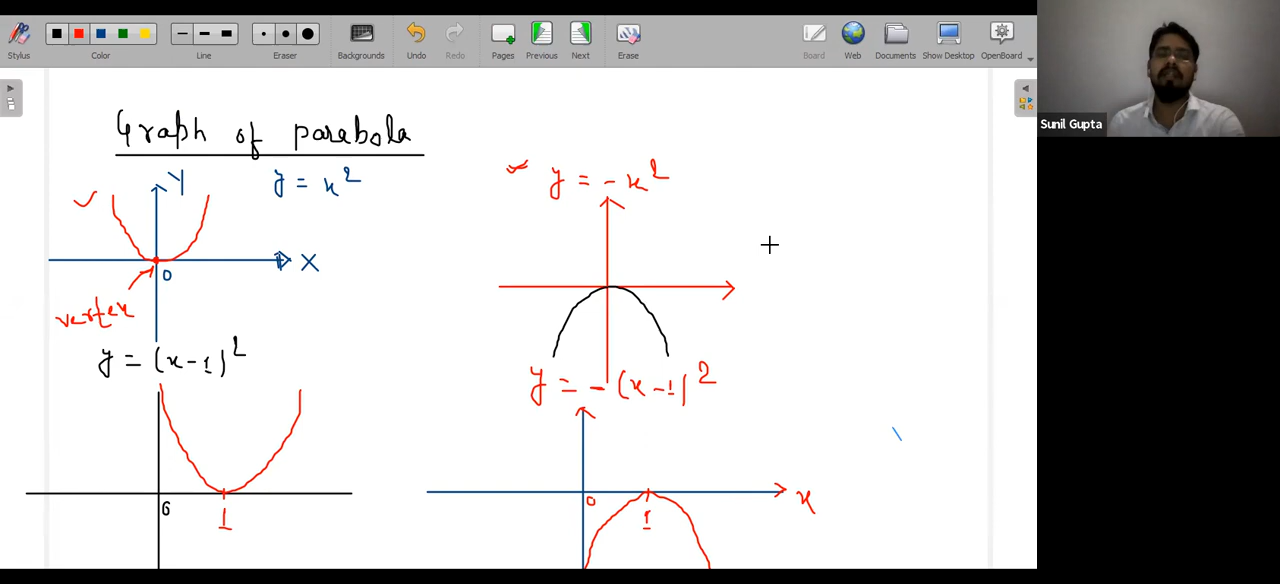 Stylus
Color
Line
Eraser
Backgrounds
Undo
Redo
Pages
Previous
Next
Erase
Board
Web
Documents
Show Desktop
OpenBoard
Sunil Gupta
Graph of parabola
Y
y = x²
0
X
vertex
y = (x-1)²
0
1
y = -x²
y = -(x-1)²
0
1
x